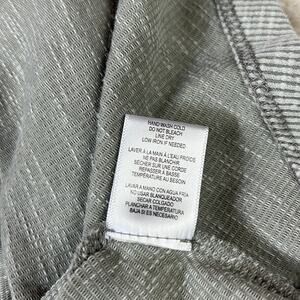 HAND WASH COLD
DO NOT BLEACH
LINE DRY
LOW IRON IF NEEDED
LAVER À LA MAIN À L'EAU FROIDE
NE PAS BLANCHIR
SÉCHER SUR UNE CORDE
REPASSER À BASSE
TEMPÉRATURE AU BESOIN
LAVAR A MANO CON AGUA FRIA
NO USAR BLANQUEADOR
SECAR COLGADO
PLANCHAR A TEMPERATURA
BAJA SI ES NECESARIO